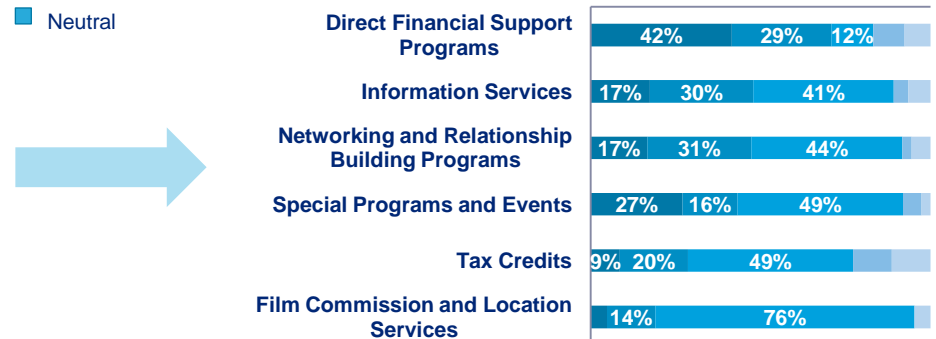 Neutral
Direct Financial Support
Programs
42% 29% 12%
Information Services
17% 30% 41%
Networking and Relationship
Building Programs
17% 31% 44%
Special Programs and Events
27% 16% 49%
Tax Credits
9% 20% 49%
Film Commission and Location
Services
14% 76%